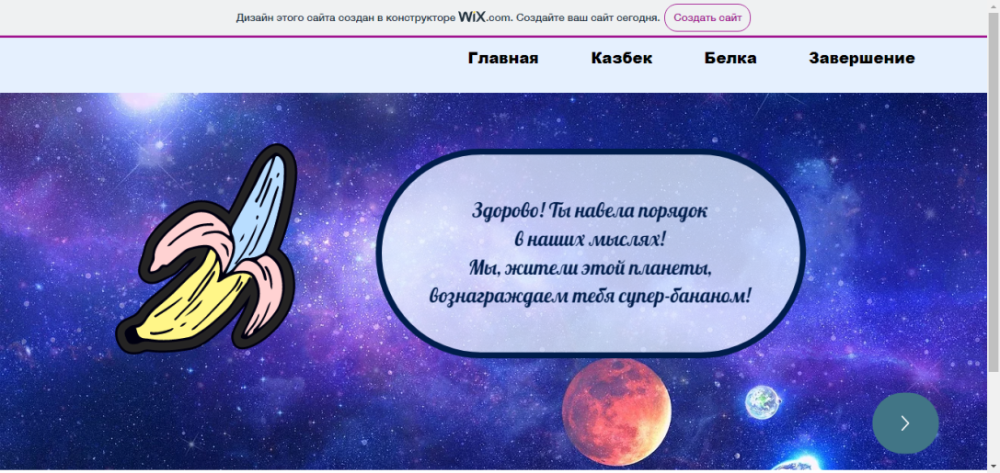 Дизайн этого сайта создан в конструкторе WiX.com. Создайте ваш сайт сегодня. Создать сайт
Главная Казбек Белка Завершение
Здорово! Ты навела порядок
в наших мыслях!
Мы, жители этой планеты,
вознаграждаем тебя супер-бананом!